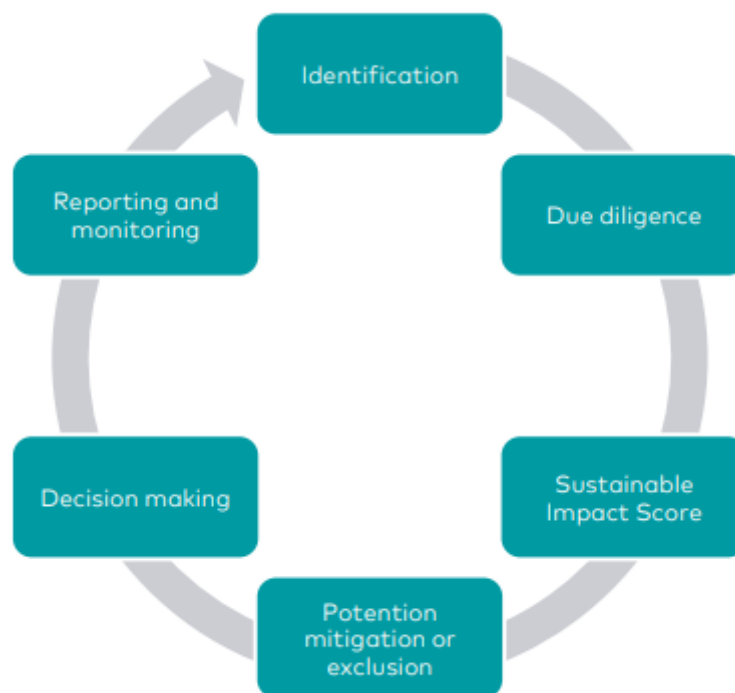 Identification
Due diligence
Sustainable
Impact Score
Potention
mitigation or
exclusion
Decision making
Reporting and
monitoring